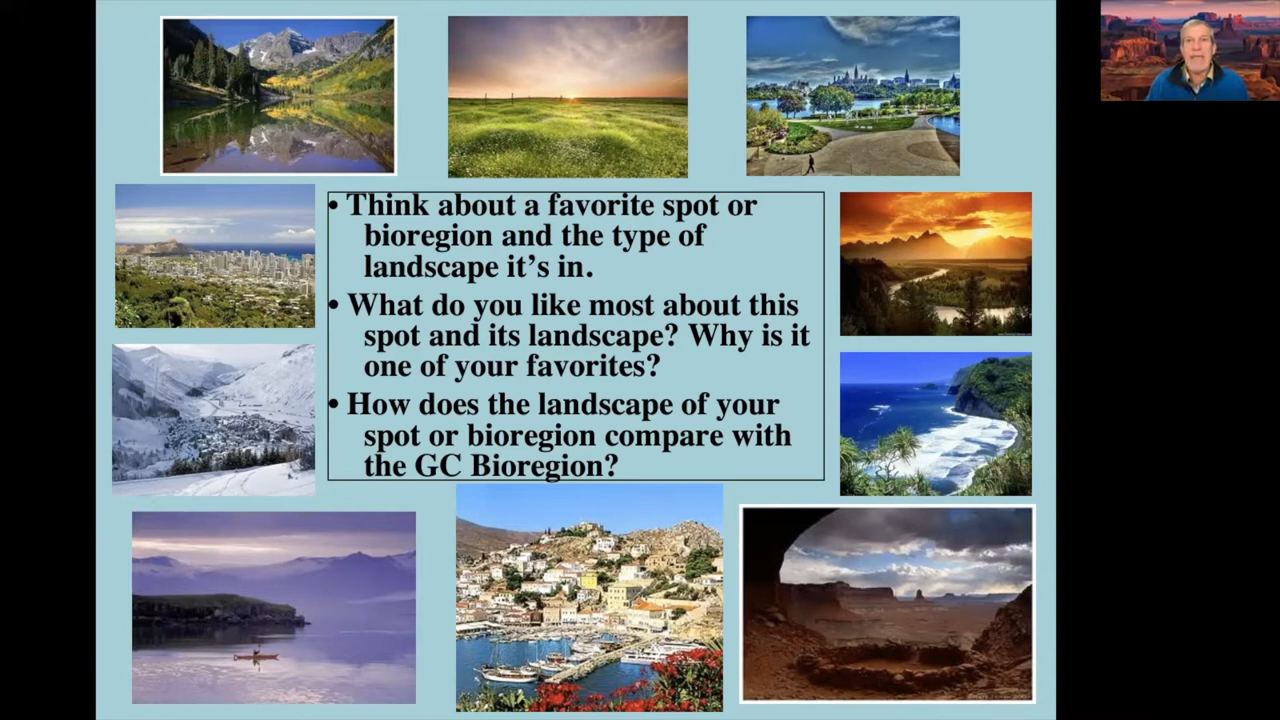 • Think about a favorite spot or
bioregion and the type of
landscape it’s in.
• What do you like most about this
spot and its landscape? Why is it
one of your favorites?
• How does the landscape of your
spot or bioregion compare with
the GC Bioregion?